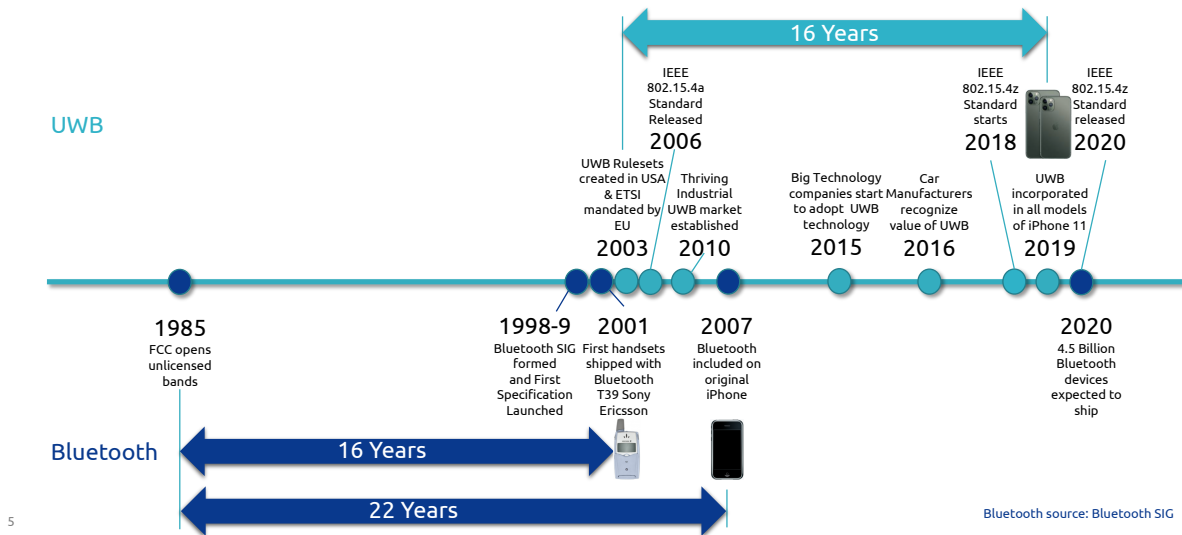 16 Years
UWB
IEEE
802.15.4a
Standard
Released
2006
IEEE
802.15.4z
Standard
starts
2018
IEEE
802.15.4z
Standard
released
2020
UWB Rulesets
created in USA
& ETSI
mandated by
EU
2003
Thriving
Industrial
UWB market
established
2010
Big Technology
companies start
to adopt UWB
technology
2015
Car
Manufacturers
recognize
value of UWB
2016
UWB
incorporated
in all models
of iPhone 11
2019
1985
FCC opens
unlicensed
bands
1998-9
Bluetooth SIG
formed
and First
Specification
Launched
2001
First handsets
shipped with
Bluetooth
T39 Sony
Ericsson
2007
Bluetooth
included on
original
iPhone
2020
4.5 Billion
Bluetooth
devices
expected to
ship
Bluetooth
16 Years
22 Years
5
Bluetooth source: Bluetooth SIG